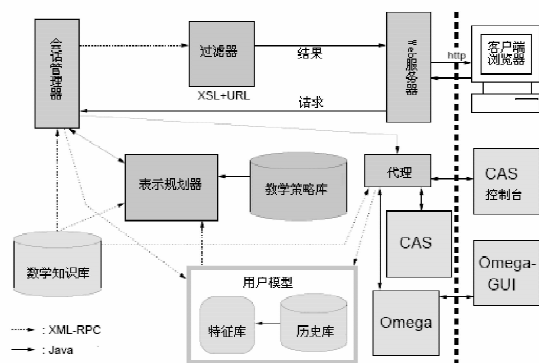 会话管理器
过滤器
XSL+URL
结果
请求
Web服务器
http
客户端
浏览器
表示规划器
教学策略库
代理
CAS
控制台
数学知识库
CAS
用户模型
特征库
历史库
Omega
Omega-
GUI
: XML-RPC
: Java